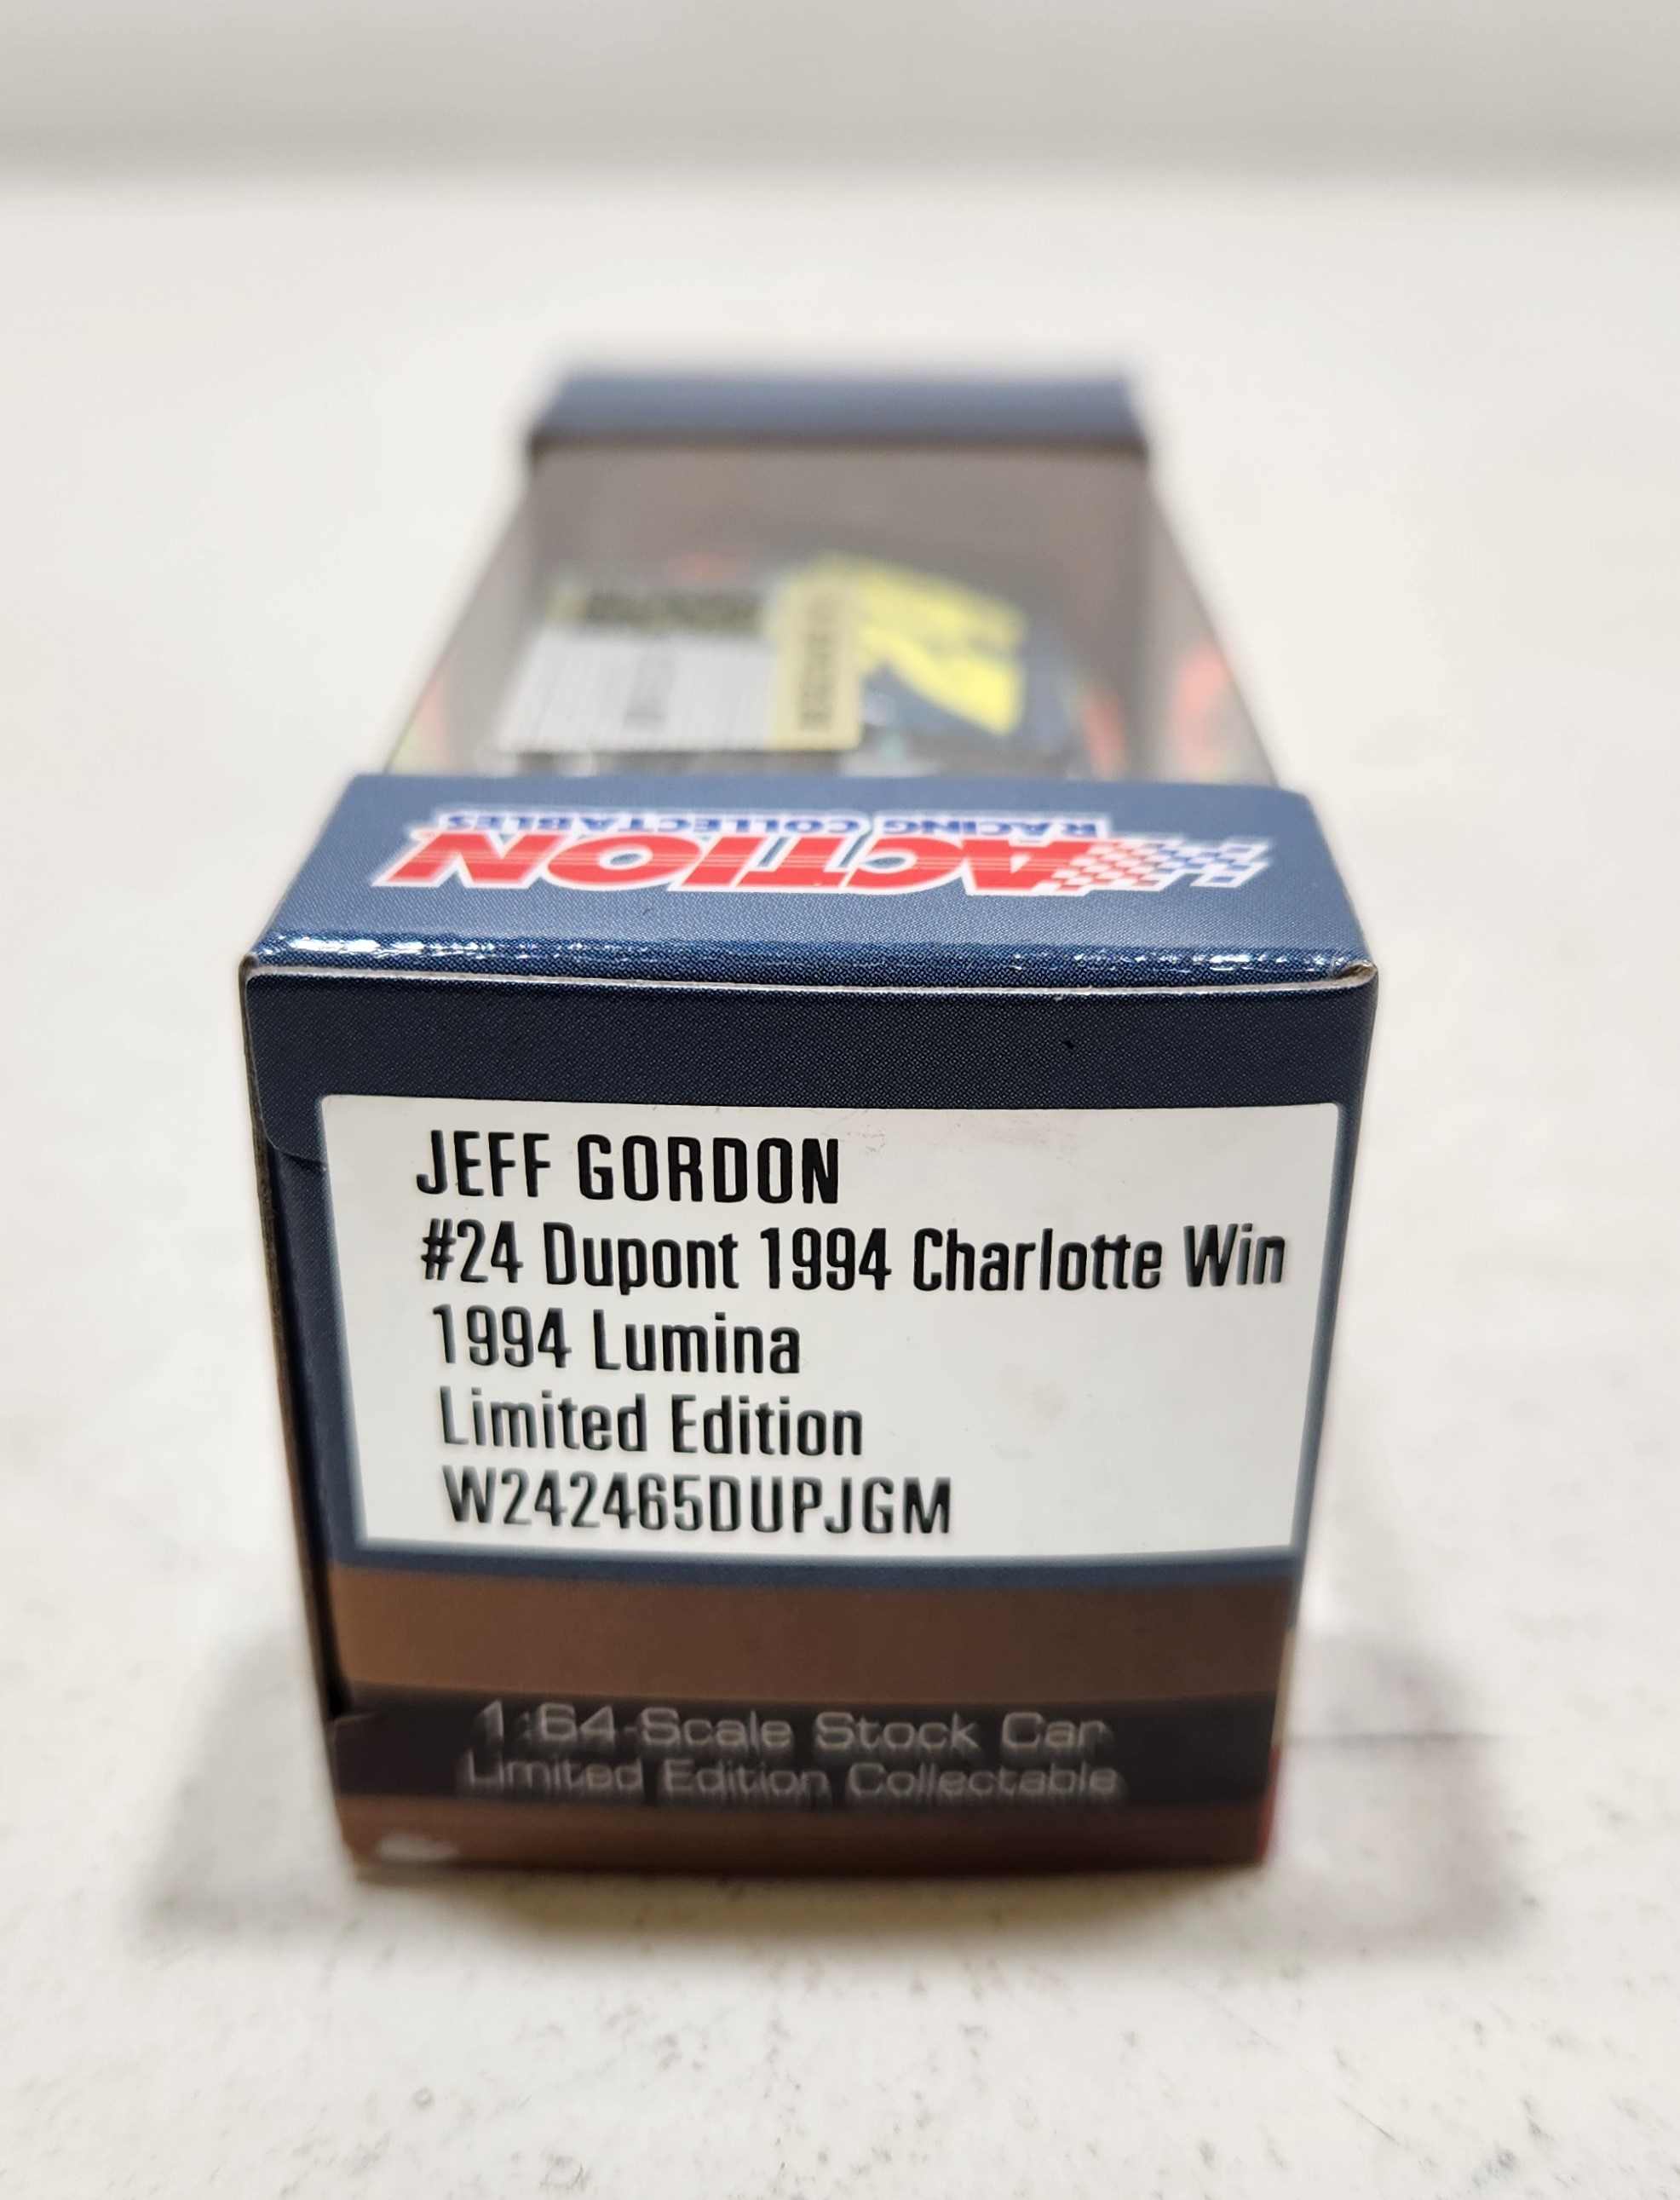 RACING COLLECTABLES
ACTION
JEFF GORDON
#24 Dupont 1994 Charlotte Win
1994 Lumina
Limited Edition
W242465DUPJGM
1:64-Scale Stock Car
Limited Edition Collectable